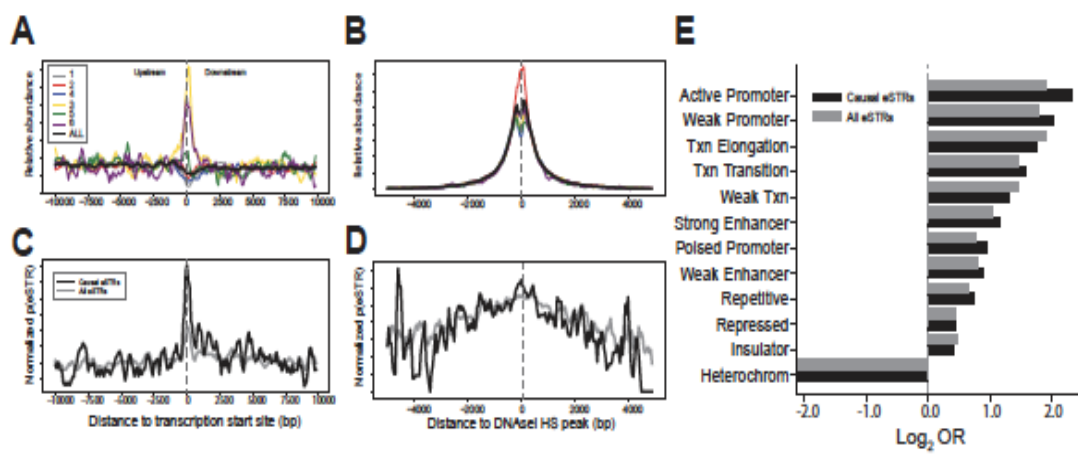 A
Relative abundance
1
ALL
Upstream
Downstream
-10000 -7500 -5000 -2500 0 2500 5000 7500 10000
B
Relative abundance
-4000 -2000 0 2000 4000
C
Normalized p(eSTR)
Causal eSTRs
All eSTRs
-10000 -7500 -5000 -2500 0 2500 5000 7500 10000
Distance to transcription start site (bp)
D
Normalized p(eSTR)
-4000 -2000 0 2000 4000
Distance to DNAseI HS peak (bp)
E
Causal eSTRs
All eSTRs
Active Promoter
Weak Promoter
Txn Elongation
Txn Transition
Weak Txn
Strong Enhancer
Poised Promoter
Weak Enhancer
Repetitive
Repressed
Insulator
Heterochrom
-2.0 -1.0 0.0 1.0 2.0
Log2 OR